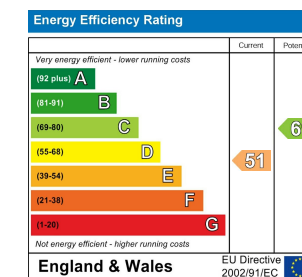 Energy Efficiency Rating
Current
Very energy efficient - lower running costs
(92 plus) A
(81-91) B
(69-80) C
6
(55-68) D
51
(39-54) E
(21-38) F
(1-20) G
Not energy efficient - higher running costs
England & Wales
EU Directive
2002/91/EC